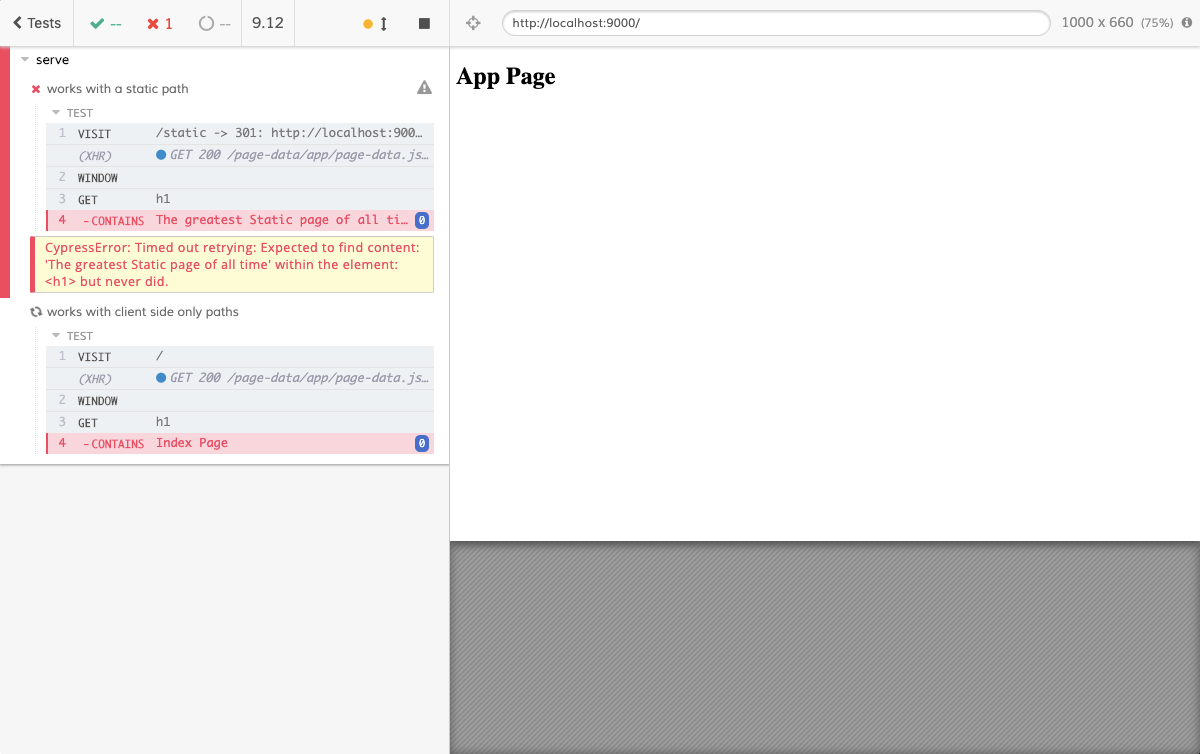 Tests
--
1
--
9.12
http://localhost:9000/
1000 x 660 (75%)
serve
works with a static path
TEST
1 VISIT /static -> 301: http://localhost:900…
(XHR) GET 200 /page-data/app/page-data.js…
2 WINDOW
3 GET h1
4 -CONTAINS The greatest Static page of all ti… 0
CypressError: Timed out retrying: Expected to find content:
'The greatest Static page of all time' within the element:
<h1> but never did.
works with client side only paths
TEST
1 VISIT /
(XHR) GET 200 /page-data/app/page-data.js…
2 WINDOW
3 GET h1
4 -CONTAINS Index Page 0
App Page